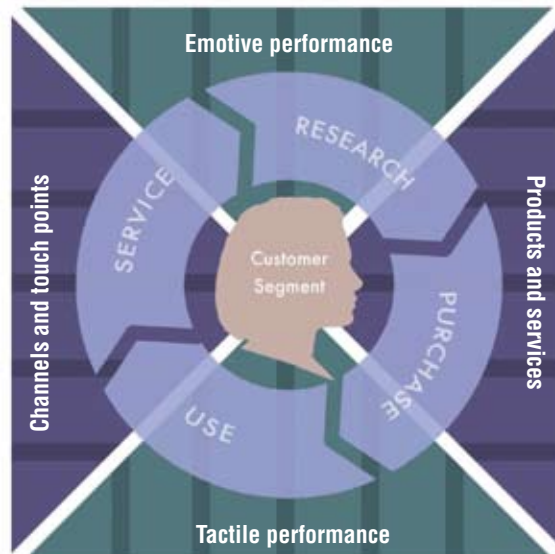 Emotive performance
RESEARCH
SERVICE
Channels and touch points
Customer
Segment
Products and services
PURCHASE
USE
Tactile performance